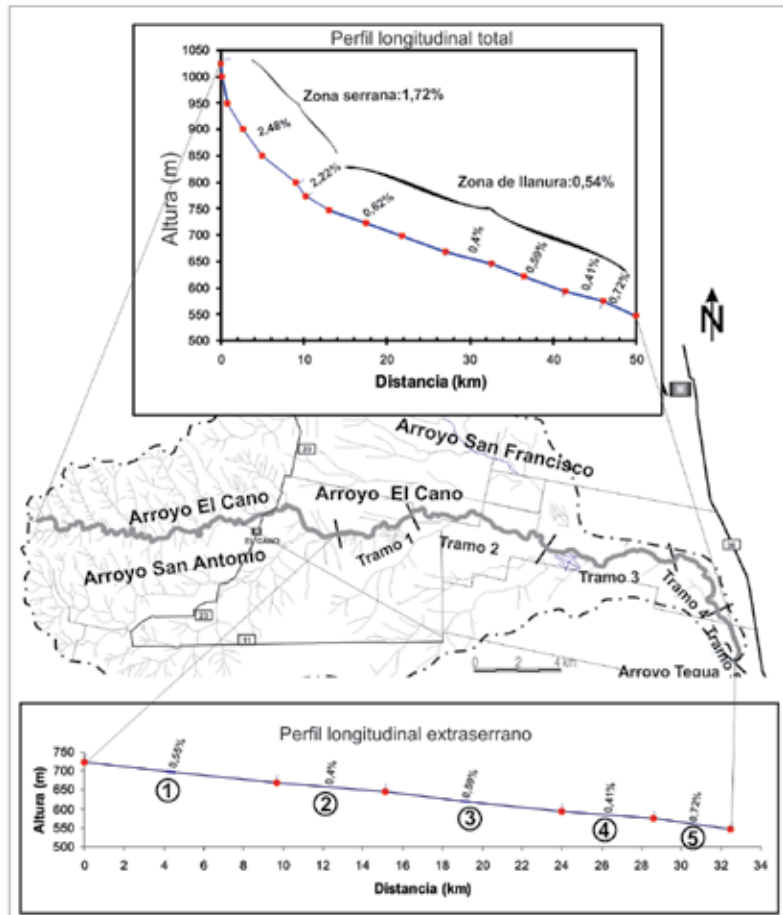 Perfil longitudinal total
1050
1000
950
900
850
800
750
700
650
600
550
500
Altura (m)
Zona serrana:1,72%
2,48%
2,22%
Zona de llanura:0,54%
0,62%
0,4%
0,59%
0,41%
0,72%
0 10 20 30 40 50
Distancia (km)
N
Arroyo San Francisco
23
Arroyo El Cano
Arroyo El Cano
EL CANO
Arroyo San Antonio
Tramo 1
Tramo 2
Tramo 3
Tramo 4
Tramo
23
11
0 2 4 km
Arroyo Tegua
Perfil longitudinal extraserrano
750
700
650
600
550
500
Altura (m)
0,55%
0,4%
0,59%
0,41%
0,72%
1
2
3
4
5
0 2 4 6 8 10 12 14 16 18 20 22 24 26 28 30 32 34
Distancia (km)